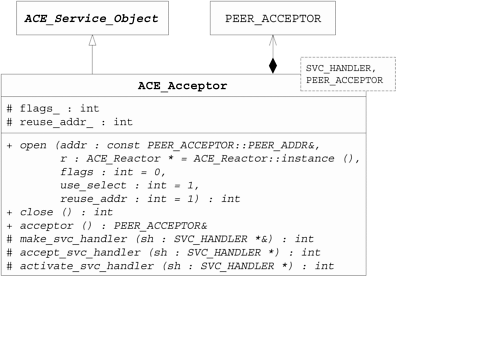 ACE_Service_Object
PEER_ACCEPTOR
SVC_HANDLER,
PEER_ACCEPTOR
ACE_Acceptor
# flags_ : int
# reuse_addr_ : int
+ open (addr : const PEER_ACCEPTOR::PEER_ADDR&,
r : ACE_Reactor * = ACE_Reactor::instance (),
flags : int = 0,
use_select : int = 1,
reuse_addr : int = 1) : int
+ close () : int
+ acceptor () : PEER_ACCEPTOR&
# make_svc_handler (sh : SVC_HANDLER *&) : int
# accept_svc_handler (sh : SVC_HANDLER *) : int
# activate_svc_handler (sh : SVC_HANDLER *) : int